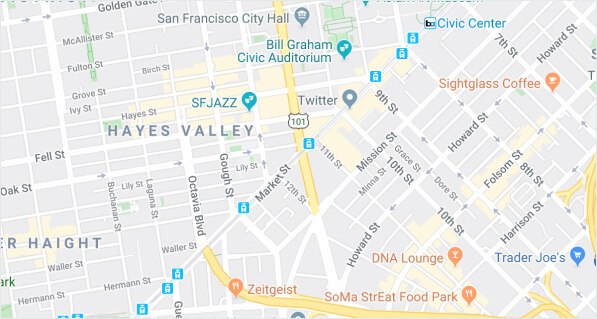 Golden Gate
San Francisco City Hall
McAllister St
Civic Center
Bill Graham
Civic Auditorium
7th St
Fulton St
Birch St
Sightglass Coffee
Grove St
Ivy St
SFJAZZ
Twitter
9th St
Hayes St
101
HAYES VALLEY
Howard St
Mission St
Fell St
11th St
Grace St
Folsom St
8th St
Lily St
Gough St
Market St
Minna St
10th St
Dore St
Oak St
Lily St
Laguna St
Buchanan St
Octavia Blvd
12th St
10th St
Harrison St
Howard St
ER HAIGHT
Waller St
Waller St
DNA Lounge
Trader Joe's
ark
Hermann St
Hermann St
Gue
Zeitgeist
SoMa StrEat Food Park